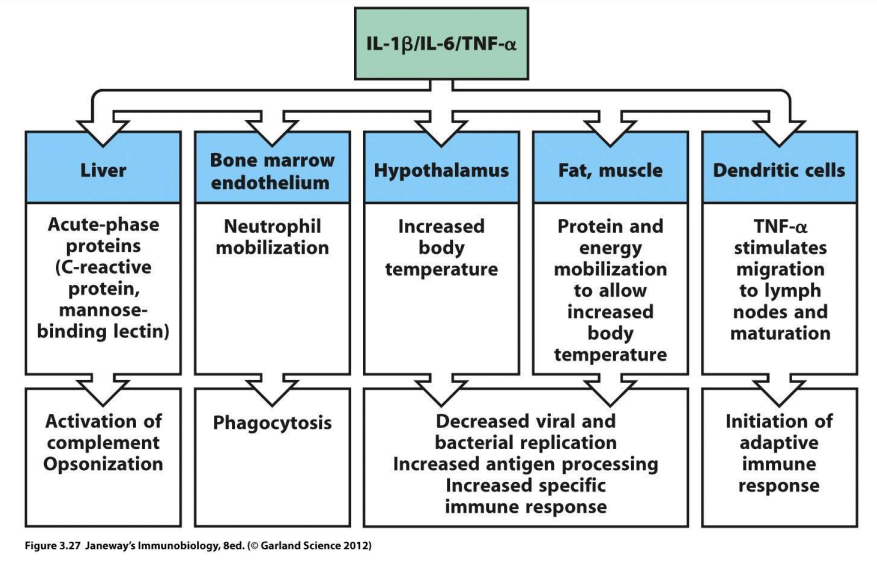 IL-1β/IL-6/TNF-α
Liver
Bone marrow
endothelium
Hypothalamus
Fat, muscle
Dendritic cells
Acute-phase
proteins
(C-reactive
protein,
mannose-
binding lectin)
Neutrophil
mobilization
Increased
body
temperature
Protein and
energy
mobilization
to allow
increased
body
temperature
TNF-α
stimulates
migration
to lymph
nodes and
maturation
Activation of
complement
Opsonization
Phagocytosis
Decreased viral and
bacterial replication
Increased antigen processing
Increased specific
immune response
Initiation of
adaptive
immune
response
Figure 3.27 Janeway's Immunobiology, 8ed. (© Garland Science 2012)